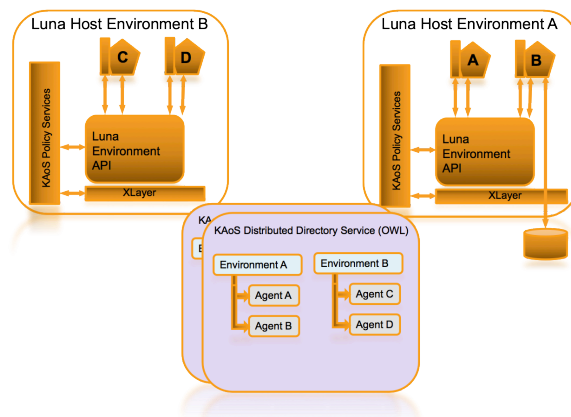 Luna Host Environment B
C
D
KAoS Policy Services
Luna
Environment
API
XLayer
Luna Host Environment A
A
B
KAoS Policy Services
Luna
Environment
API
XLayer
KAoS Distributed Directory Service (OWL)
Environment A
Agent A
Agent B
Environment B
Agent C
Agent D